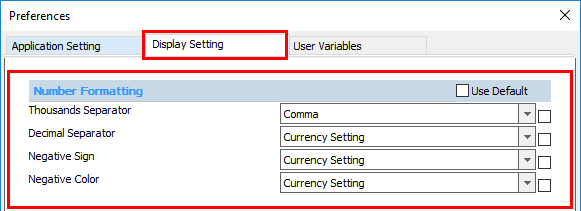 Preferences
Application Setting Display Setting User Variables
Number Formatting Use Default
Thousands Separator Comma
Decimal Separator Currency Setting
Negative Sign Currency Setting
Negative Color Currency Setting